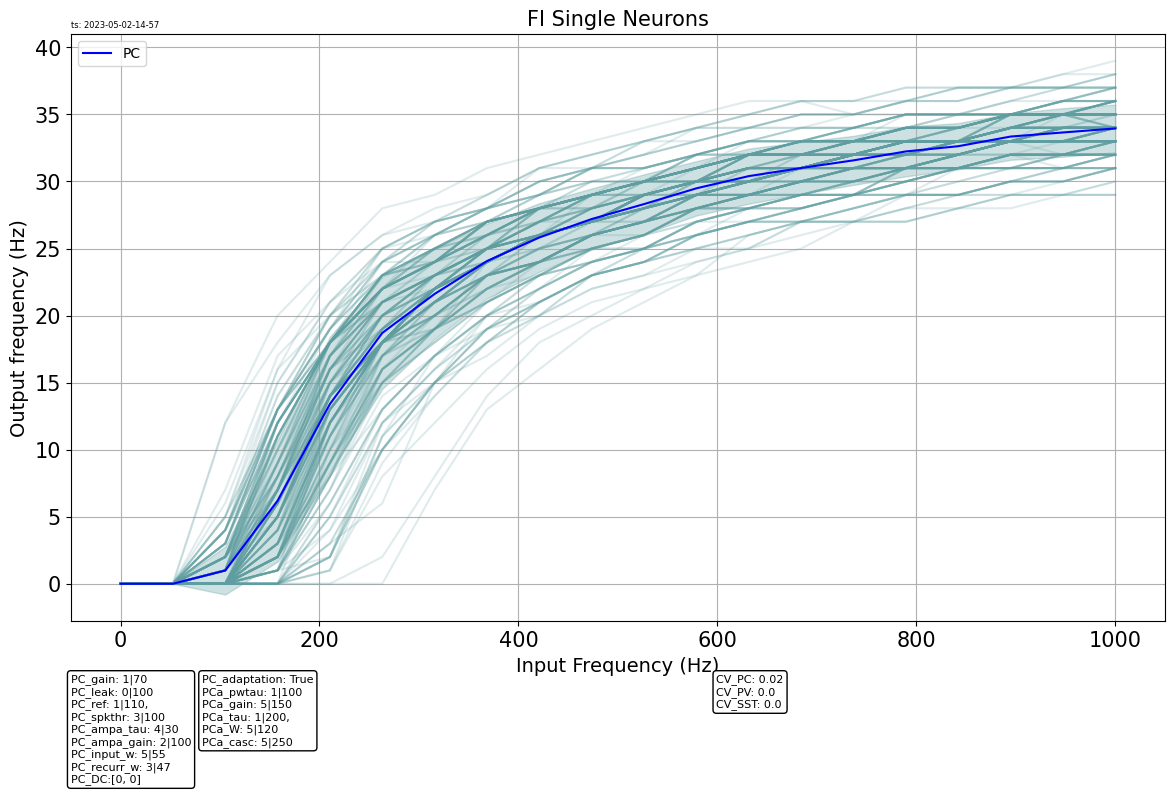 ts: 2023-05-02-14-57
FI Single Neurons
PC
40
35
30
25
20
15
10
5
0
Output frequency (Hz)
0 200 400 600 800 1000
Input Frequency (Hz)
PC_gain: 1|70
PC_leak: 0|100
PC_ref: 1|110,
PC_spkthr: 3|100
PC_ampa_tau: 4|30
PC_ampa_gain: 2|100
PC_input_w: 5|55
PC_recurr_w: 3|47
PC_DC:[0, 0]
PC_adaptation: True
PCa_pwtau: 1|100
PCa_gain: 5|150
PCa_tau: 1|200,
PCa_W: 5|120
PCa_casc: 5|250
CV_PC: 0.02
CV_PV: 0.0
CV_SST: 0.0